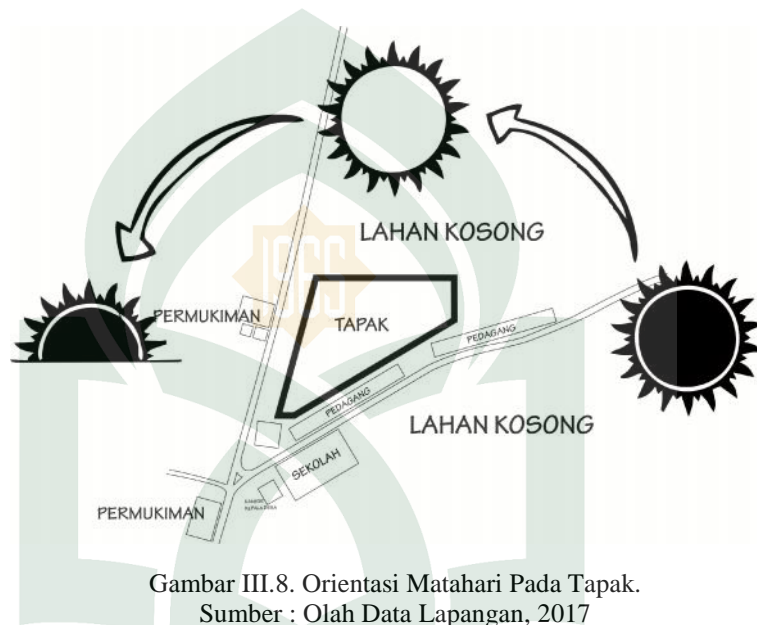 LAHAN KOSONG
PERMUKIMAN
TAPAK
PEDAGANG
PEDAGANG
LAHAN KOSONG
SEKOLAH
PERMUKIMAN
1965
Gambar III.8. Orientasi Matahari Pada Tapak.
Sumber : Olah Data Lapangan, 2017